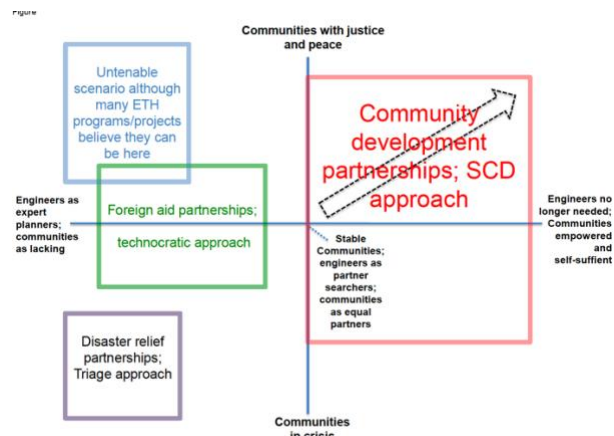 Figure
Communities with justice
and peace
Untenable
scenario although
many ETH
programs/projects
believe they can
be here
Community
development
partnerships; SCD
approach
Engineers as
expert
planners;
communities
as lacking
Foreign aid partnerships;
technocratic approach
Engineers no
longer needed;
Communities
empowered
and
self-suffient
Stable
Communities;
engineers as
partner
searchers;
communities
as equal
partners
Disaster relief
partnerships;
Triage approach
Communities
in crisis